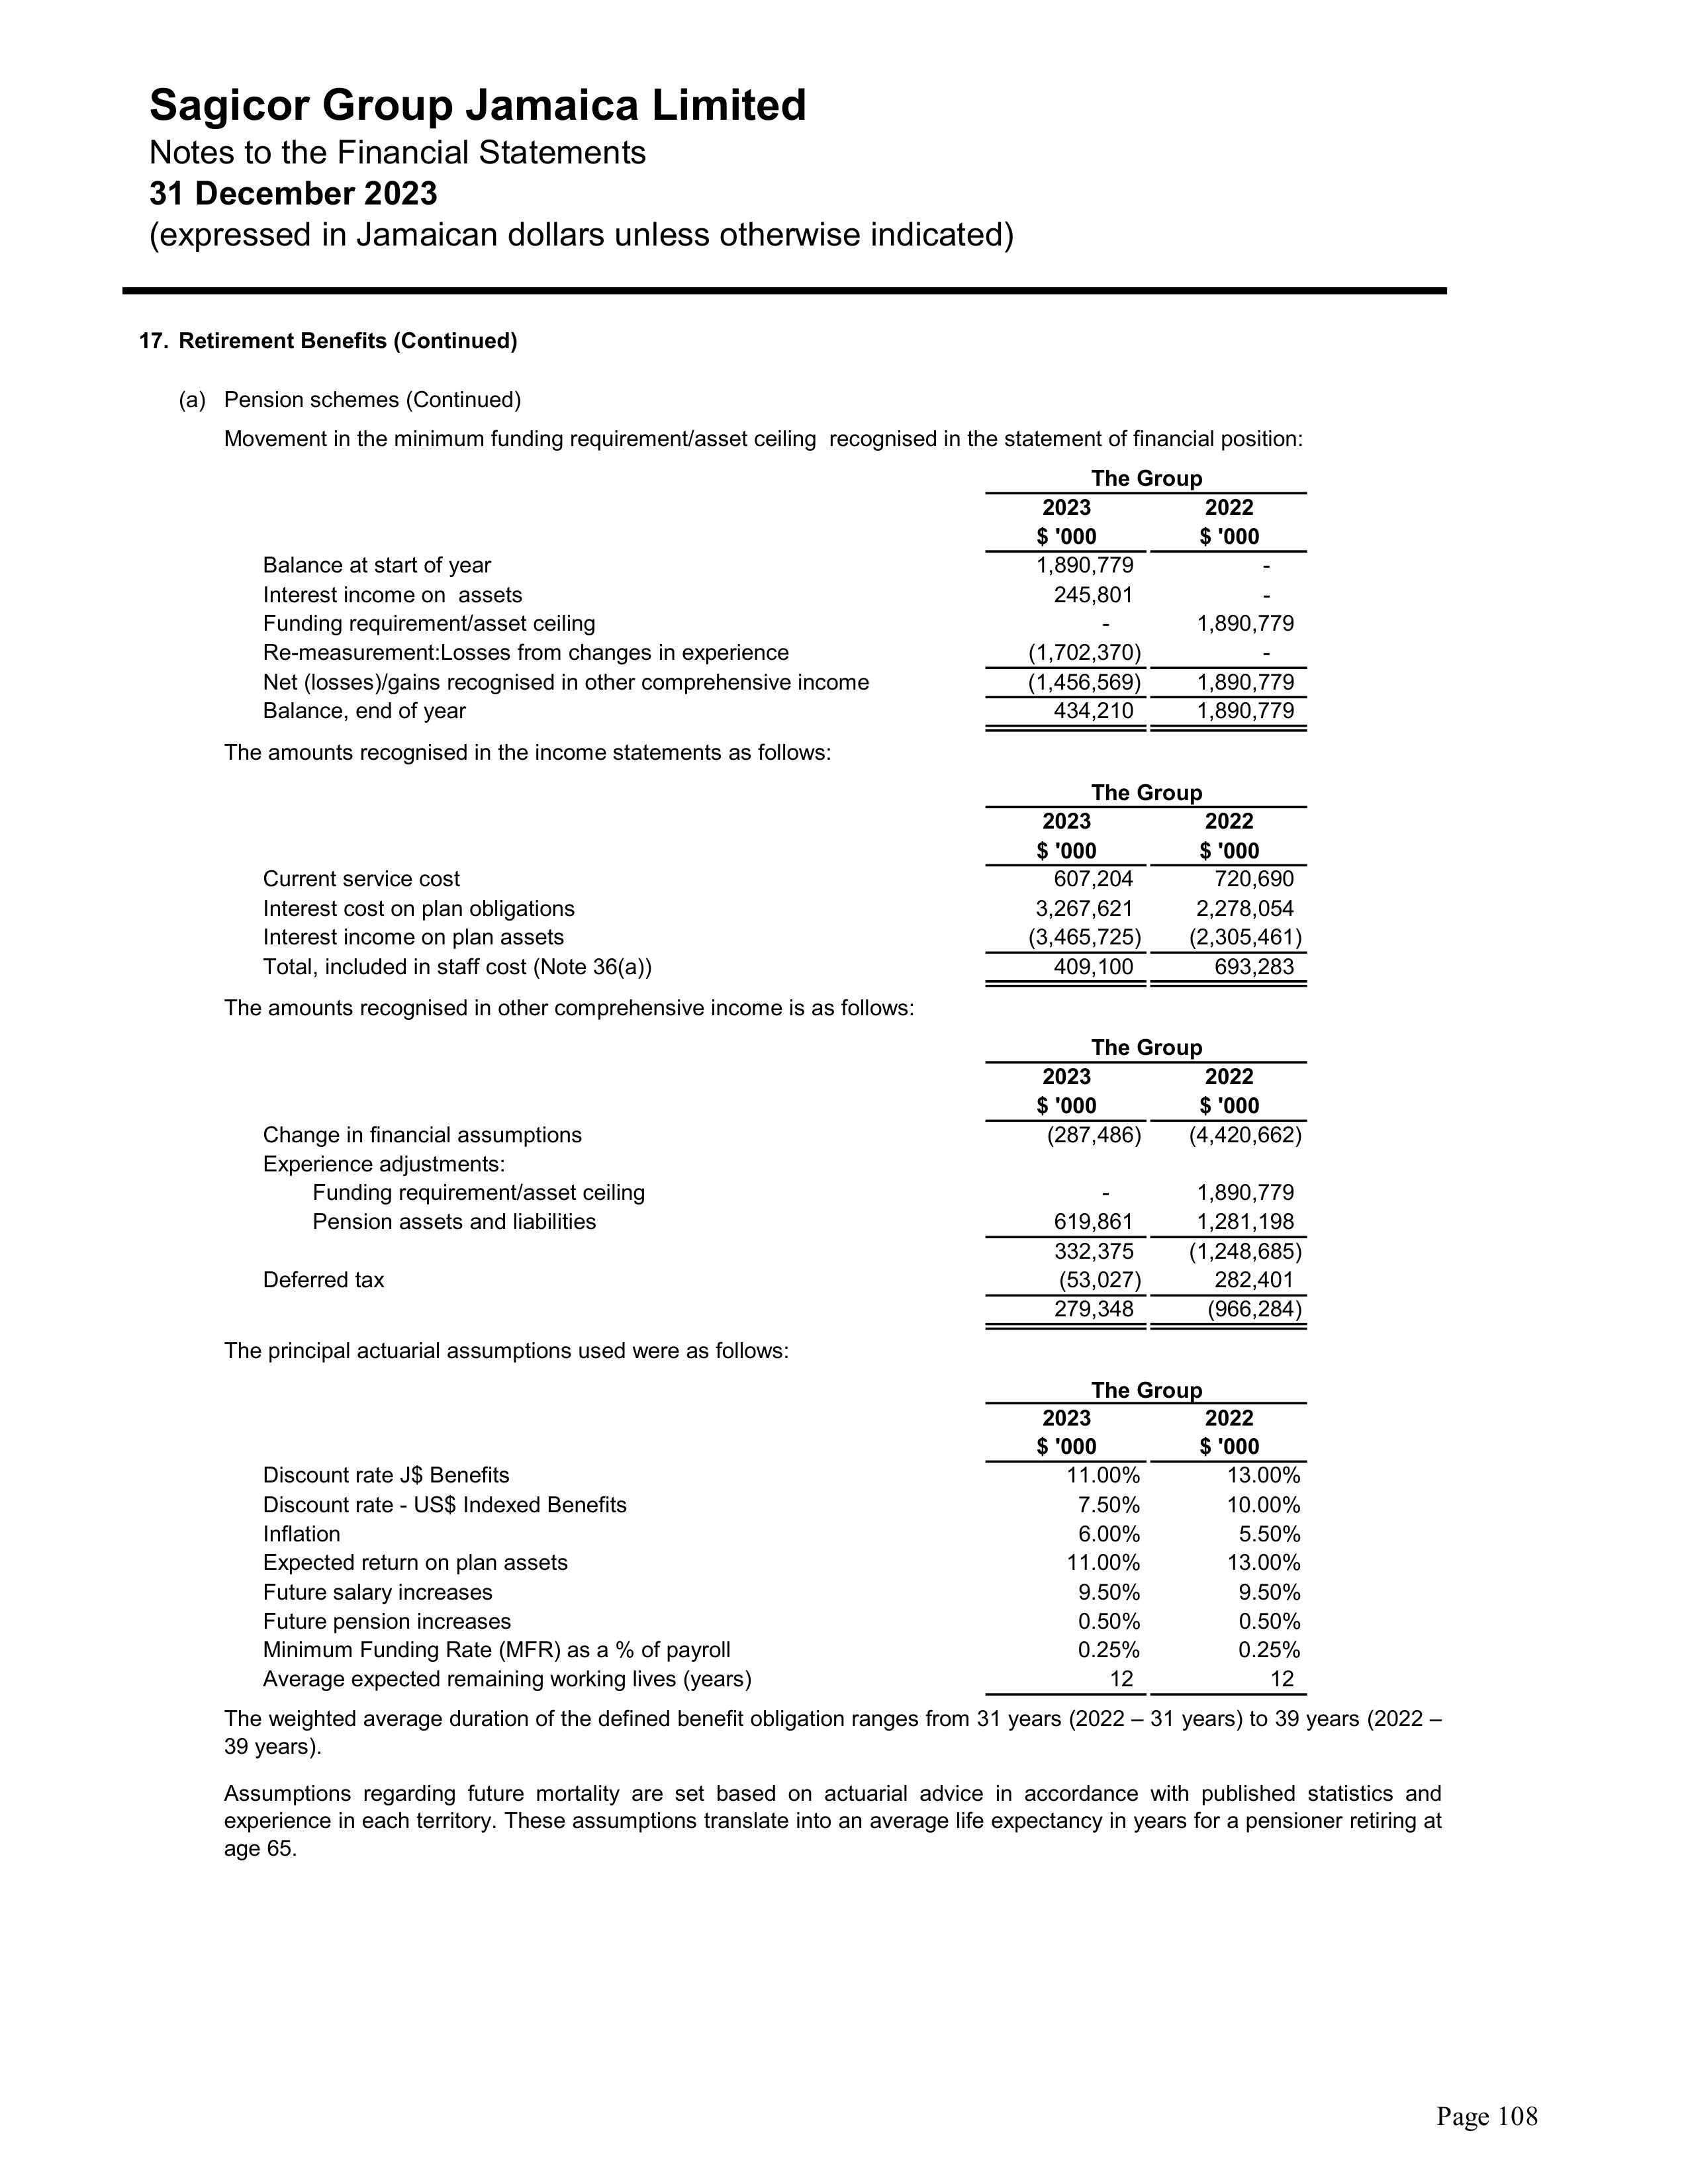 Sagicor Group Jamaica Limited
Notes to the Financial Statements
31 December 2023
(expressed in Jamaican dollars unless otherwise indicated)
17. Retirement Benefits (Continued)
(a) Pension schemes (Continued)
Movement in the minimum funding requirement/asset ceiling recognised in the statement of financial position:
The Group
2023 2022
$ '000 $ '000
Balance at start of year 1,890,779 -
Interest income on assets 245,801 -
Funding requirement/asset ceiling - 1,890,779
Re-measurement:Losses from changes in experience (1,702,370) -
Net (losses)/gains recognised in other comprehensive income (1,456,569) 1,890,779
Balance, end of year 434,210 1,890,779
The amounts recognised in the income statements as follows:
The Group
2023 2022
$ '000 $ '000
Current service cost 607,204 720,690
Interest cost on plan obligations 3,267,621 2,278,054
Interest income on plan assets (3,465,725) (2,305,461)
Total, included in staff cost (Note 36(a)) 409,100 693,283
The amounts recognised in other comprehensive income is as follows:
The Group
2023 2022
$ '000 $ '000
Change in financial assumptions (287,486) (4,420,662)
Experience adjustments:
Funding requirement/asset ceiling - 1,890,779
Pension assets and liabilities 619,861 1,281,198
332,375 (1,248,685)
Deferred tax (53,027) 282,401
279,348 (966,284)
The principal actuarial assumptions used were as follows:
The Group
2023 2022
$ '000 $ '000
Discount rate J$ Benefits 11.00% 13.00%
Discount rate - US$ Indexed Benefits 7.50% 10.00%
Inflation 6.00% 5.50%
Expected return on plan assets 11.00% 13.00%
Future salary increases 9.50% 9.50%
Future pension increases 0.50% 0.50%
Minimum Funding Rate (MFR) as a % of payroll 0.25% 0.25%
Average expected remaining working lives (years) 12 12
The weighted average duration of the defined benefit obligation ranges from 31 years (2022 – 31 years) to 39 years (2022 –
39 years).
Assumptions regarding future mortality are set based on actuarial advice in accordance with published statistics and
experience in each territory. These assumptions translate into an average life expectancy in years for a pensioner retiring at
age 65.
Page 108